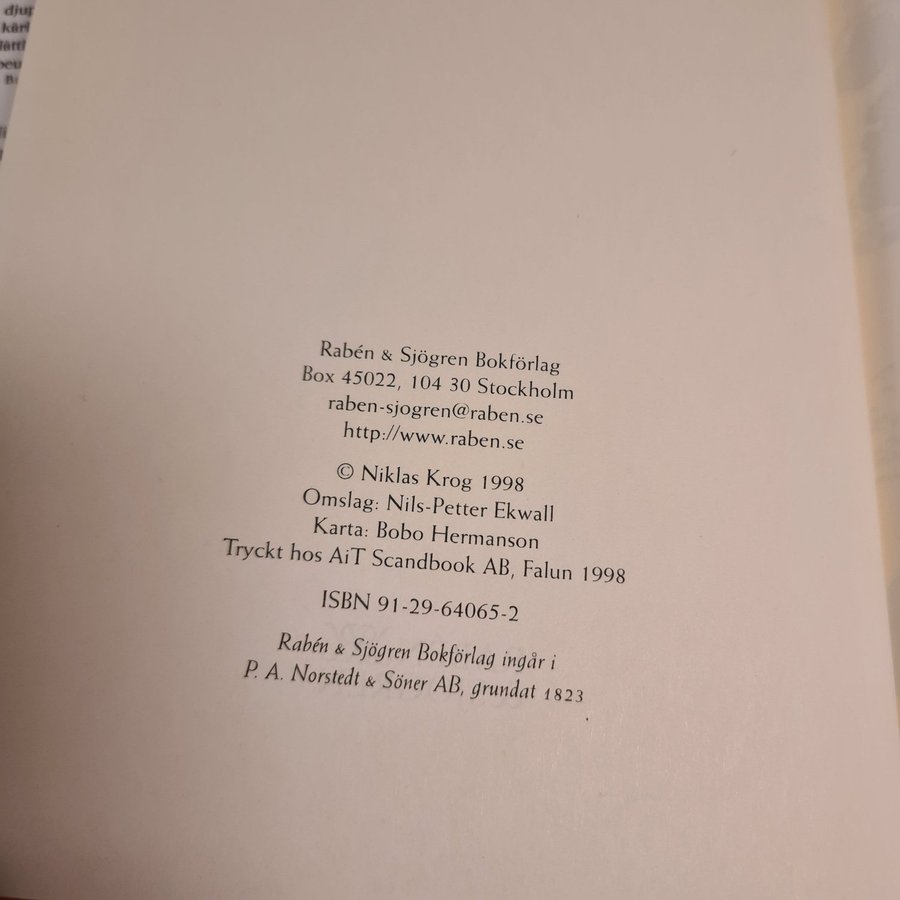 Rabén & Sjögren Bokförlag
Box 45022, 104 30 Stockholm
raben-sjogren@raben.se
http://www.raben.se
© Niklas Krog 1998
Omslag: Nils-Petter Ekwall
Karta: Bobo Hermanson
Tryckt hos AiT Scandbook AB, Falun 1998
ISBN 91-29-64065-2
Rabén & Sjögren Bokförlag ingår i
P. A. Norstedt & Söner AB, grundat 1823